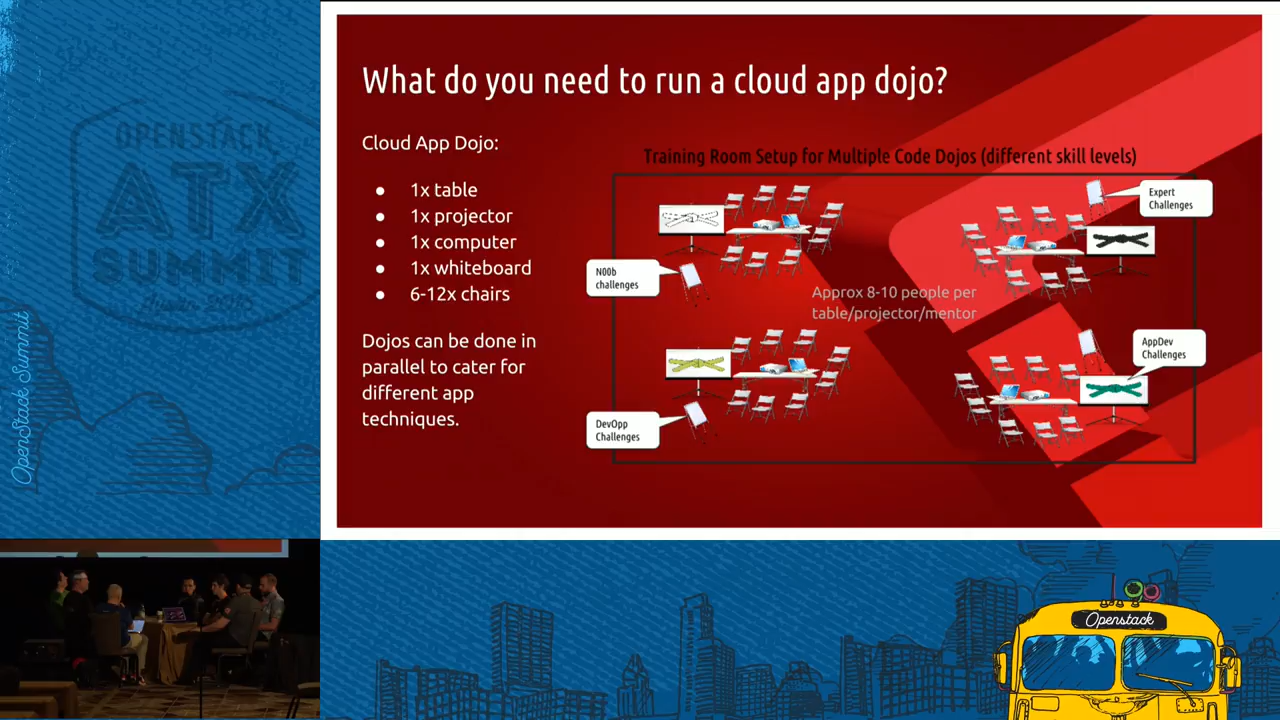 What do you need to run a cloud app dojo?
Cloud App Dojo:
● 1x table
● 1x projector
● 1x computer
● 1x whiteboard
● 6-12x chairs
Dojos can be done in
parallel to cater for
different app
techniques.
Training Room Setup for Multiple Code Dojos (different skill levels)
Expert
Challenges
N00b
challenges
Approx 8-10 people per
table/projector/mentor
AppDev
Challenges
DevOpp
Challenges
OPENSTACK
ATX
SUMMIT
OpenStack Summit
Openstack